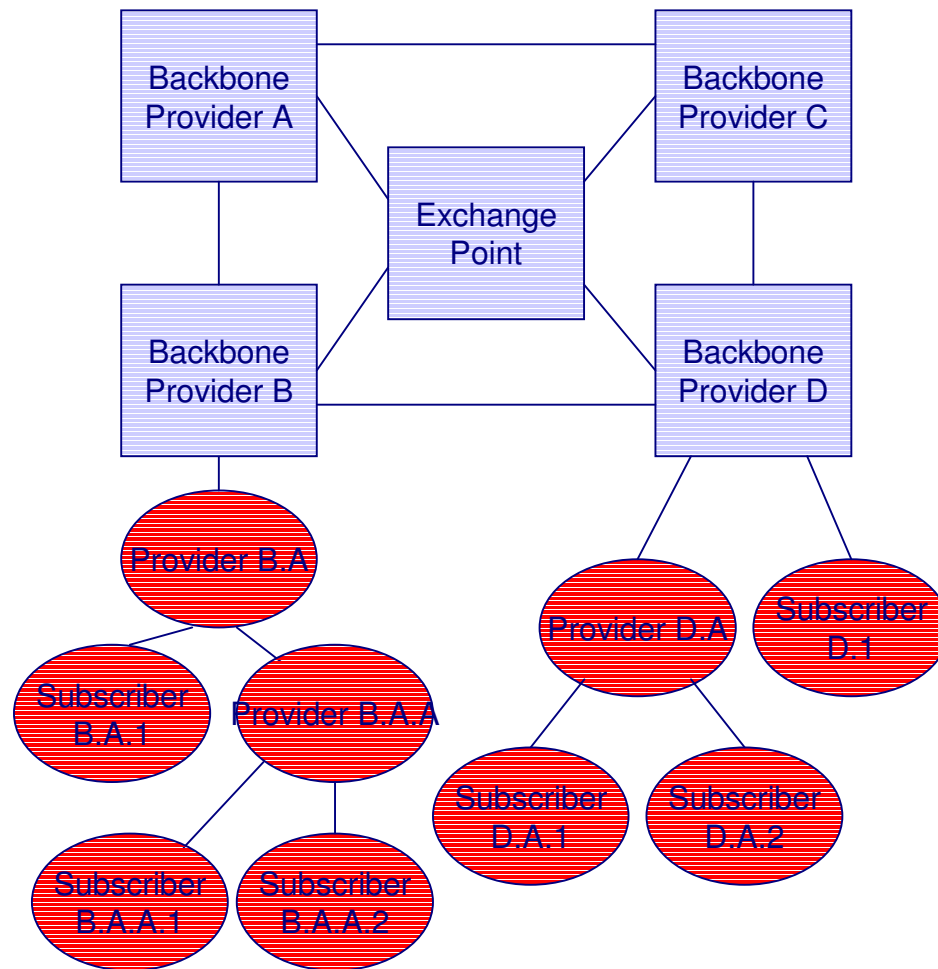 Backbone
Provider A
Backbone
Provider C
Exchange
Point
Backbone
Provider B
Backbone
Provider D
Provider B.A
Provider D.A
Subscriber
D.1
Subscriber
B.A.1
Provider B.A.A
Subscriber
D.A.1
Subscriber
D.A.2
Subscriber
B.A.A.1
Subscriber
B.A.A.2